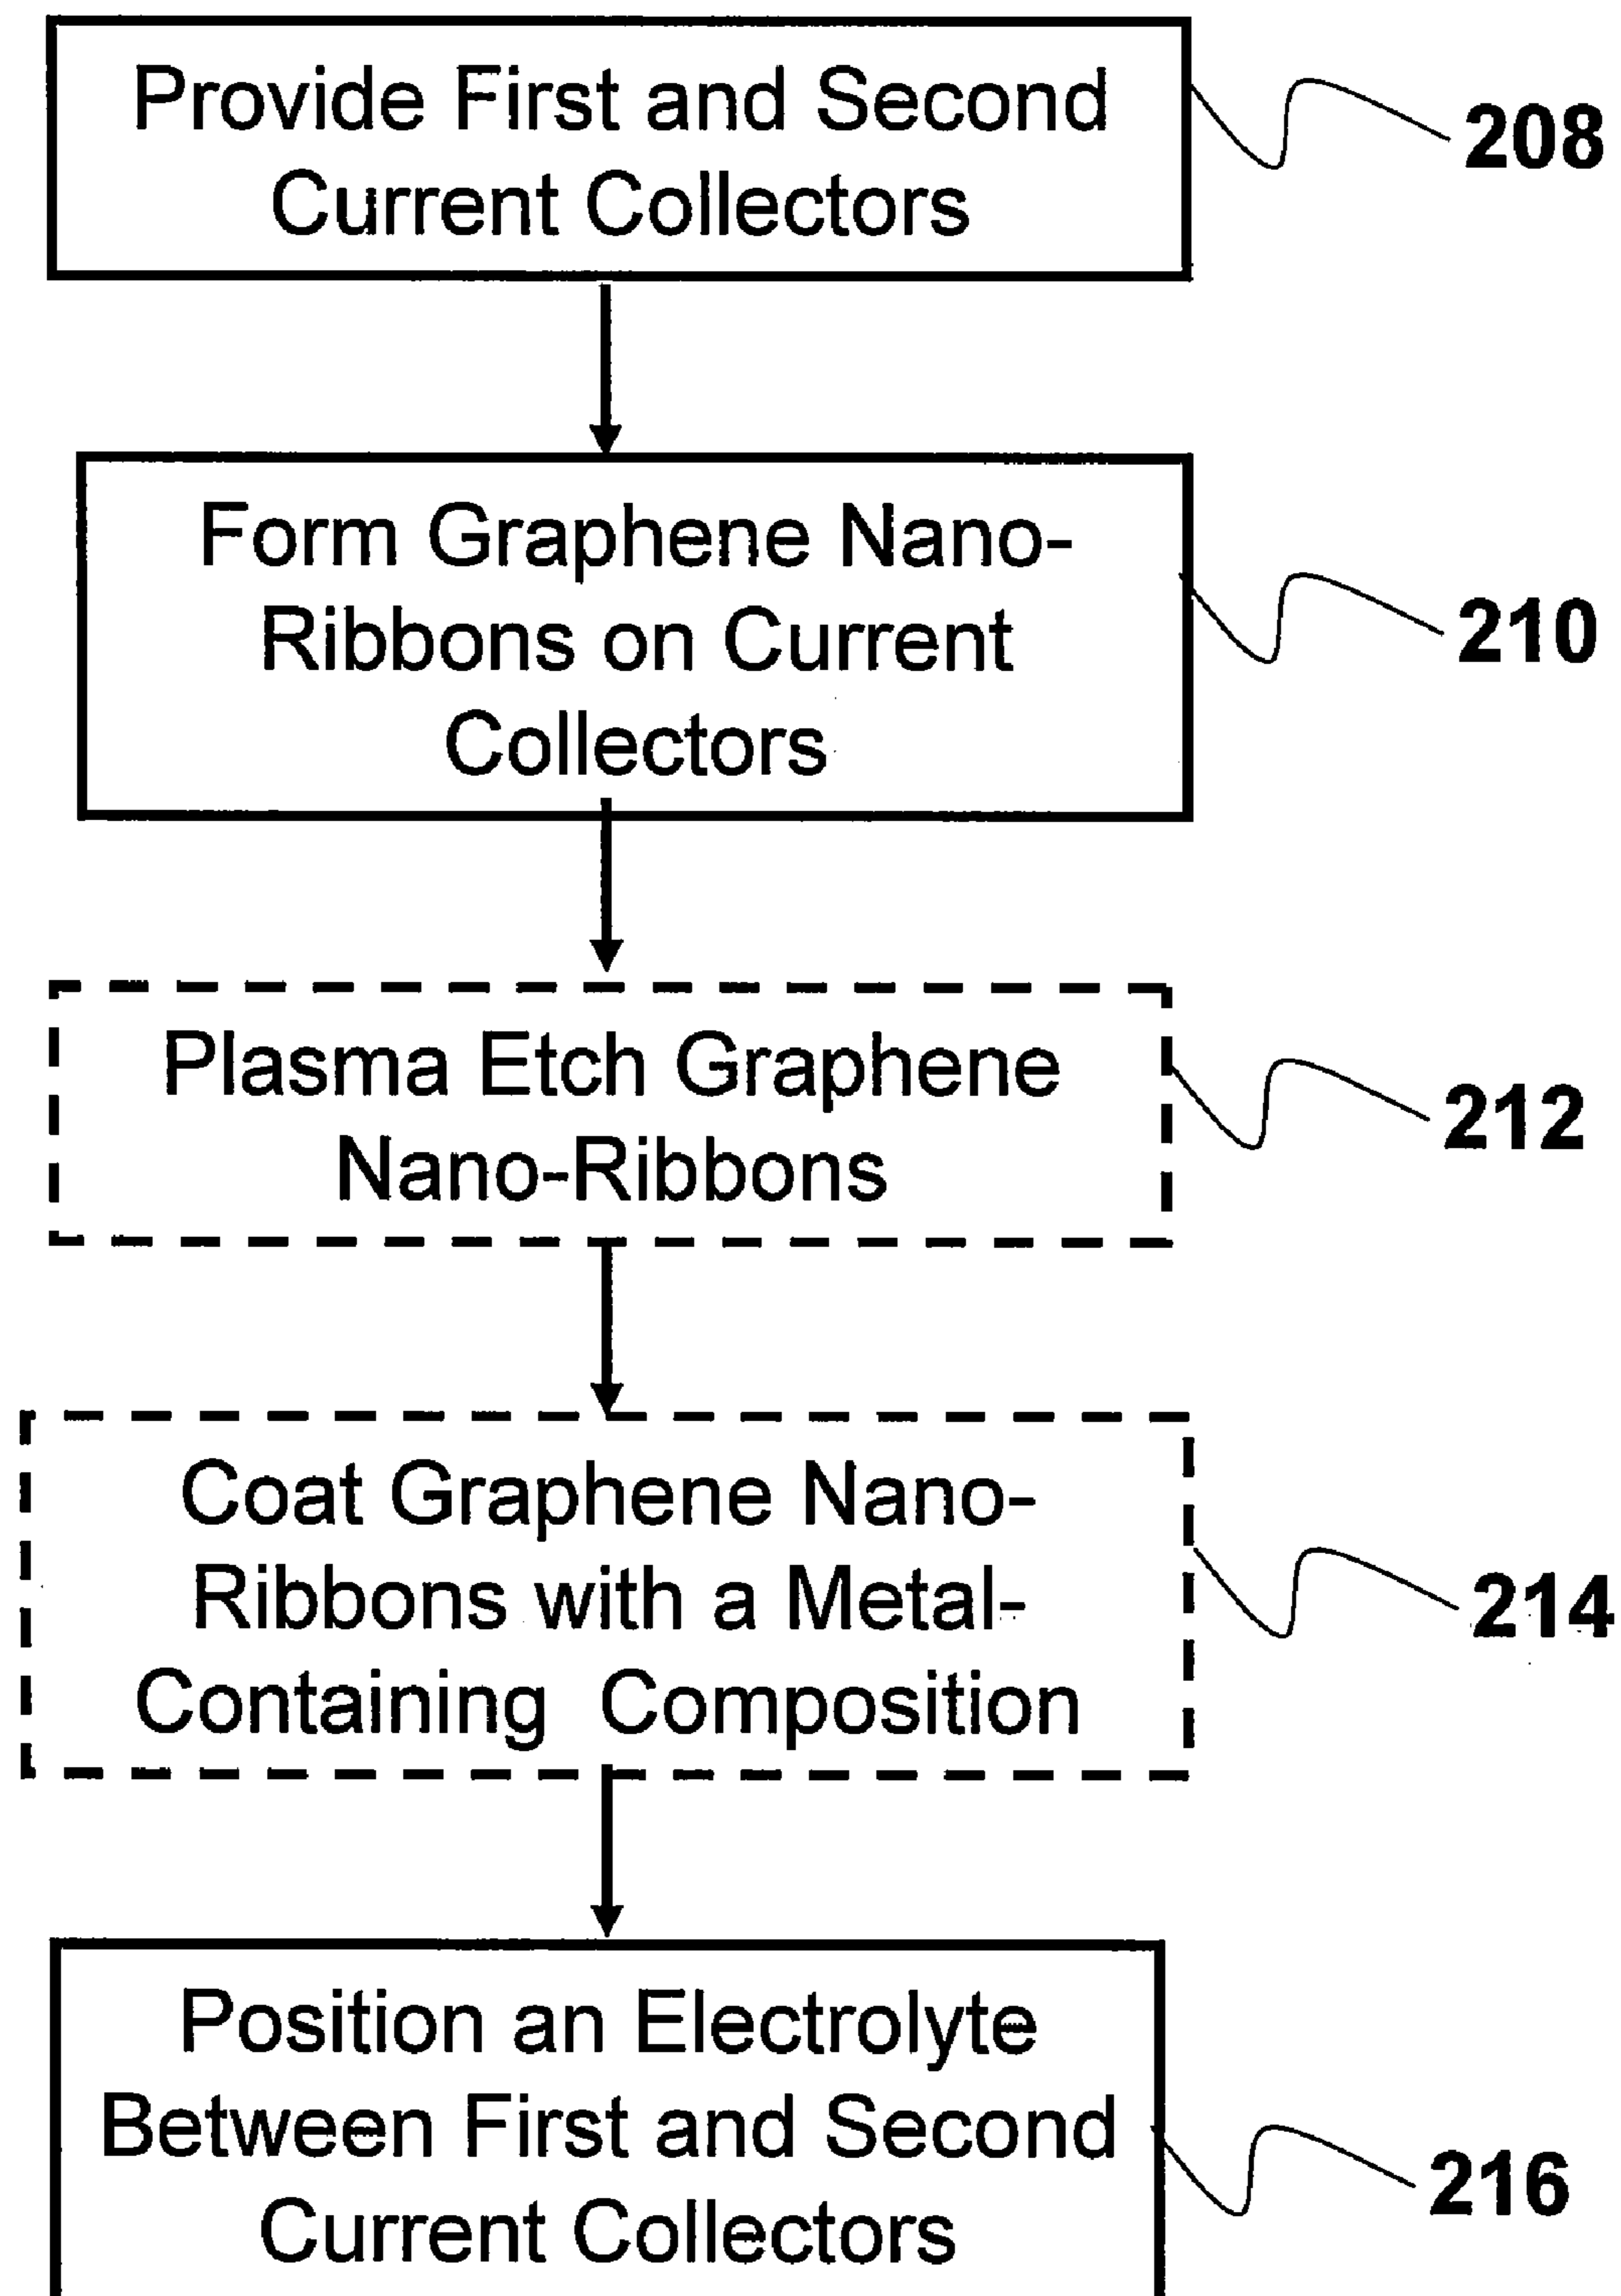 Provide First and Second
Current Collectors
208
Form Graphene Nano-
Ribbons on Current
Collectors
210
Plasma Etch Graphene
Nano-Ribbons
212
Coat Graphene Nano-
Ribbons with a Metal-
Containing Composition
214
Position an Electrolyte
Between First and Second
Current Collectors
216